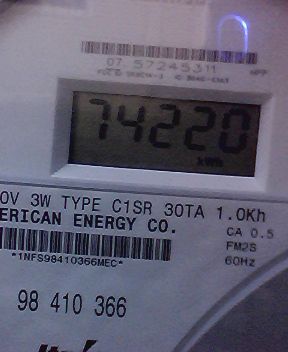 07 57245311
74220
kWh
0V 3W TYPE C1SR 30TA 1.0Kh
ERICAN ENERGY CO.
CA 0.5
FM2S
60Hz
*1NFS98410366MEC*
98 410 366